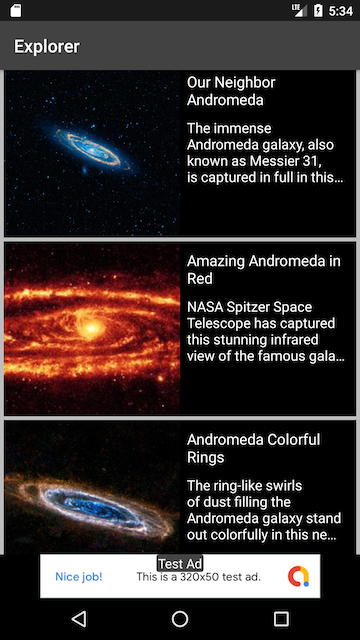 LTE 5:34
Explorer
Our Neighbor
Andromeda
The immense
Andromeda galaxy, also
known as Messier 31,
is captured in full in this…
Amazing Andromeda in
Red
NASA Spitzer Space
Telescope has captured
this stunning infrared
view of the famous gala…
Andromeda Colorful
Rings
The ring-like swirls
of dust filling the
Andromeda galaxy stand
out colorfully in this ne…
Test Ad
Nice job! This is a 320x50 test ad.